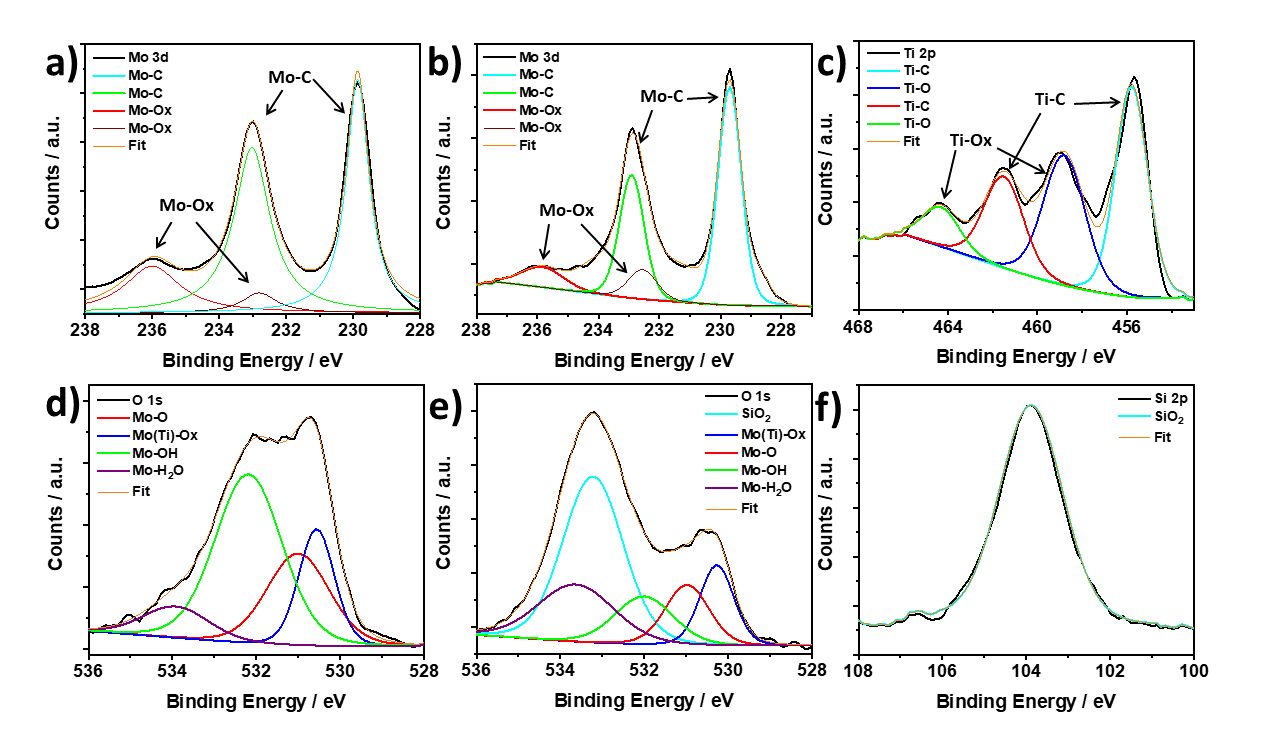 a)
Mo 3d
Mo-C
Mo-C
Mo-Ox
Mo-Ox
Fit
Mo-C
Mo-Ox
Counts / a.u.
238 236 234 232 230 228
Binding Energy / eV
b)
Mo 3d
Mo-C
Mo-C
Mo-Ox
Mo-Ox
Fit
Mo-C
Mo-Ox
Counts / a.u.
238 236 234 232 230 228
Binding Energy / eV
c)
Ti 2p
Ti-C
Ti-O
Ti-C
Ti-O
Fit
Ti-C
Ti-Ox
Counts / a.u.
468 464 460 456
Binding Energy / eV
d)
O 1s
Mo-O
Mo(Ti)-Ox
Mo-OH
Mo-H2O
Fit
Counts / a.u.
536 534 532 530 528
Binding Energy / eV
e)
O 1s
SiO2
Mo(Ti)-Ox
Mo-O
Mo-OH
Mo-H2O
Fit
Counts / a.u.
536 534 532 530 528
Binding Energy / eV
f)
Si 2p
SiO2
Fit
Counts / a.u.
108 106 104 102 100
Binding Energy / eV